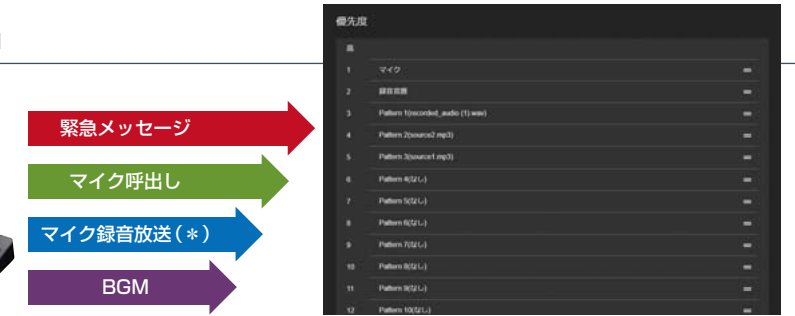 緊急メッセージ
マイク呼出し
マイク録音放送(＊)
BGM
優先度
高
1 マイク
2 録音音源
3 Pattern 1(recorded_audio (1).wav)
4 Pattern 2(source2.mp3)
5 Pattern 3(source1.mp3)
6 Pattern 4(なし)
7 Pattern 5(なし)
8 Pattern 6(なし)
9 Pattern 7(なし)
10 Pattern 8(なし)
11 Pattern 9(なし)
12 Pattern 10(なし)